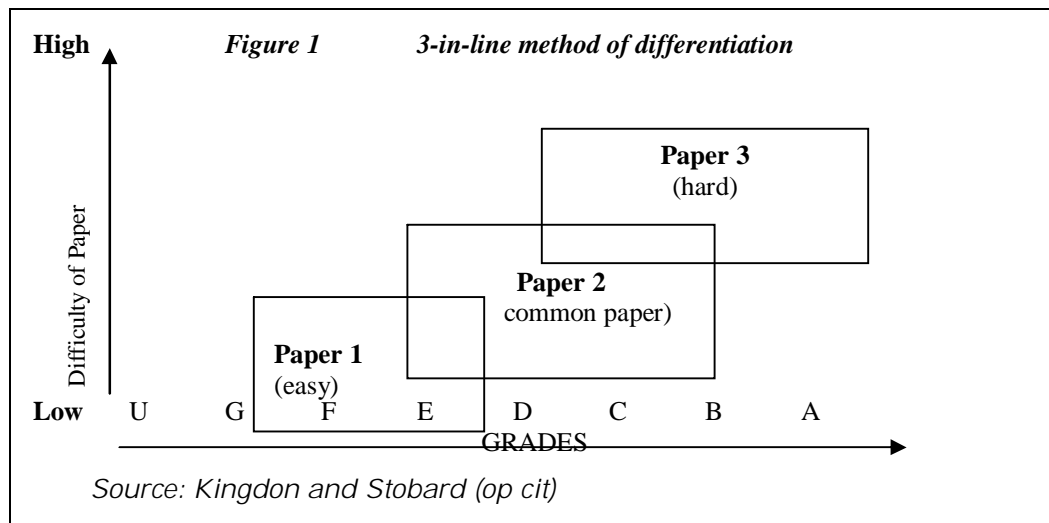 High Figure 1 3-in-line method of differentiation
Paper 3
(hard)
Difficulty of Paper
Paper 2
common paper)
Paper 1
(easy)
Low U G F E D C B A
GRADES
Source: Kingdon and Stobard (op cit)